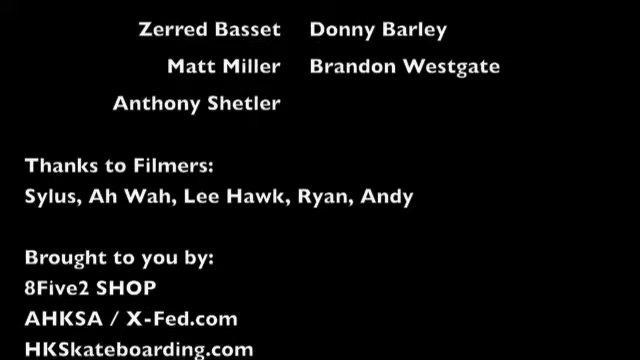 Zerred Basset Donny Barley
Matt Miller Brandon Westgate
Anthony Shetler
Thanks to Filmers:
Sylus, Ah Wah, Lee Hawk, Ryan, Andy
Brought to you by:
8Five2 SHOP
AHKSA / X-Fed.com
HKSkateboarding.com